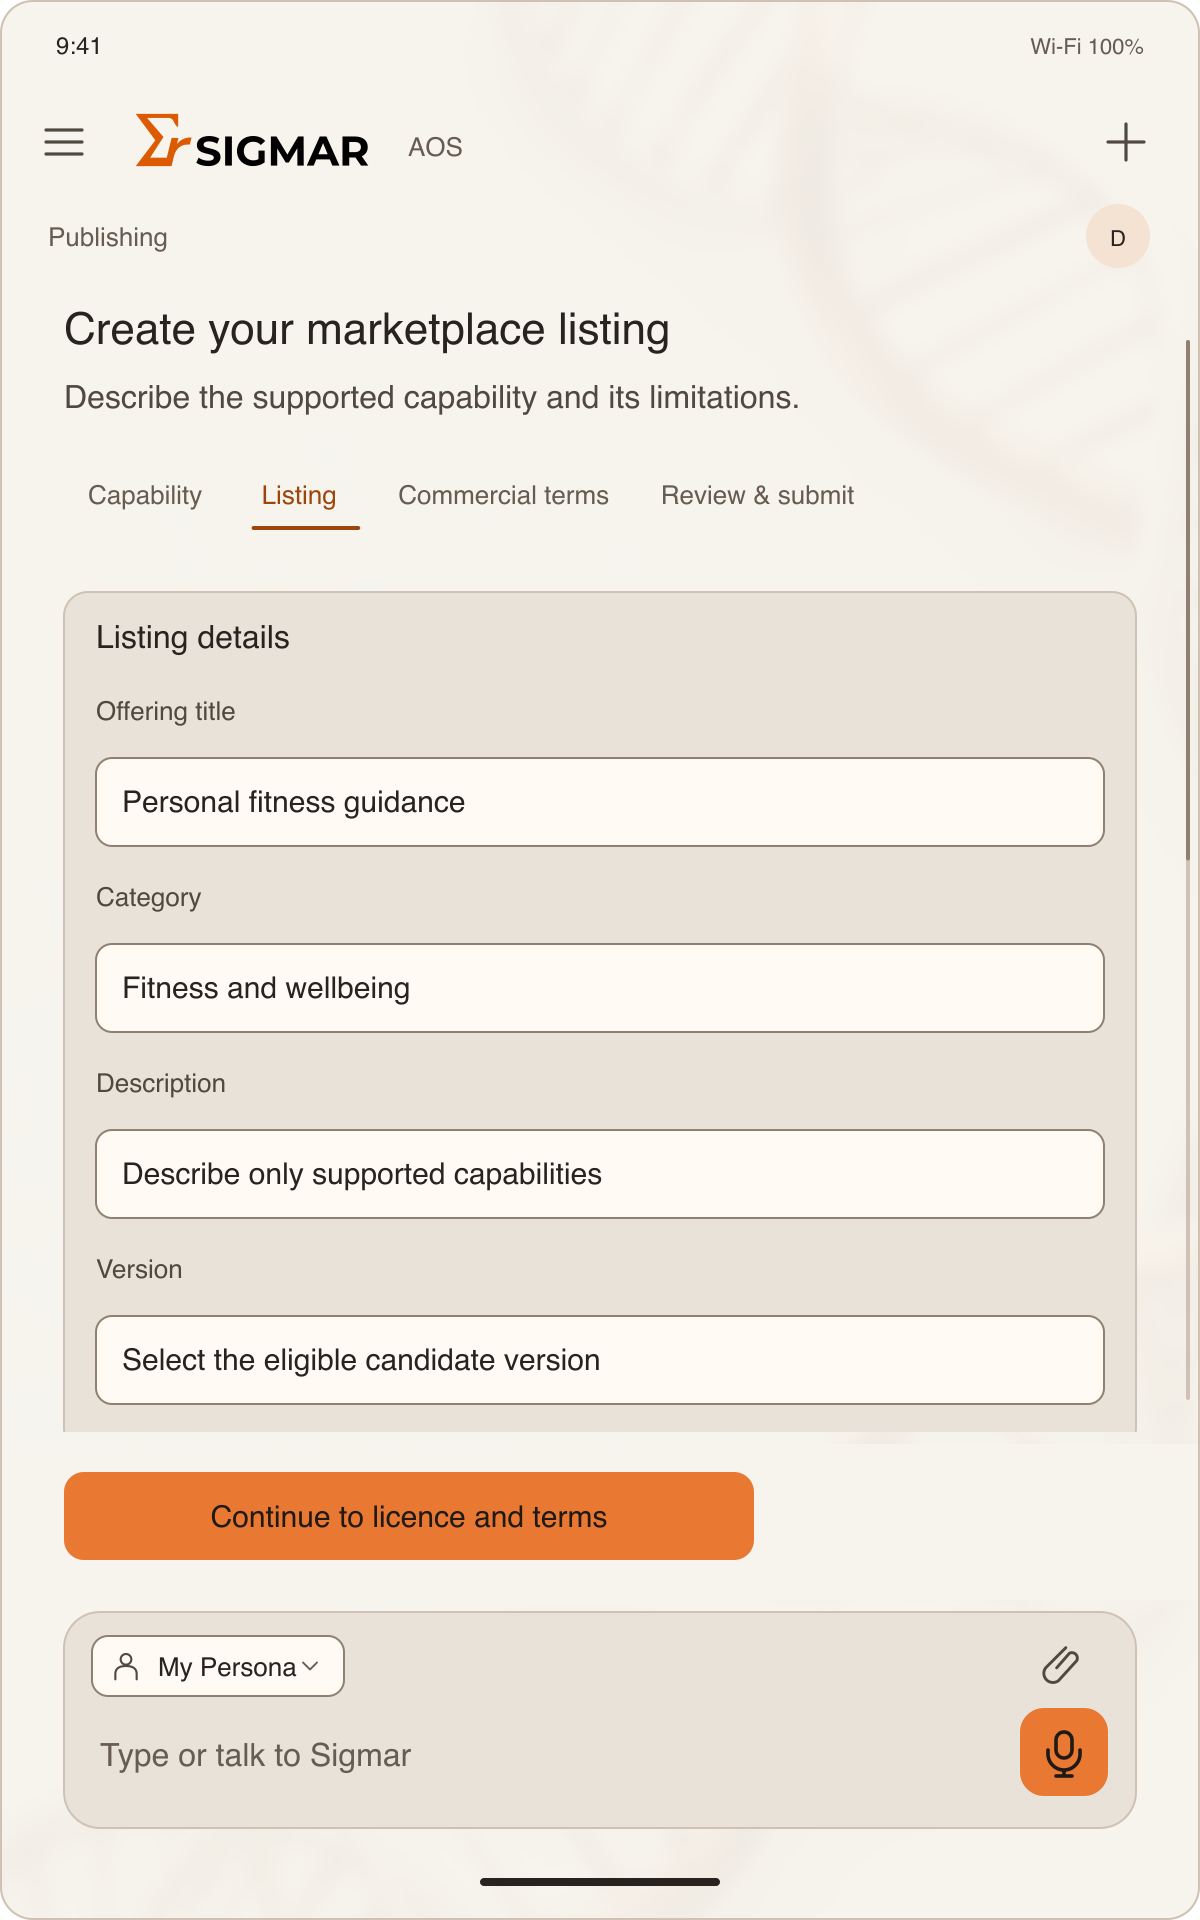 9:41 Wi-Fi 100%
Σr SIGMAR AOS
Publishing D
Create your marketplace listing
Describe the supported capability and its limitations.
Capability Listing Commercial terms Review & submit
Listing details
Offering title
Personal fitness guidance
Category
Fitness and wellbeing
Description
Describe only supported capabilities
Version
Select the eligible candidate version
Continue to licence and terms
My Persona
Type or talk to Sigmar